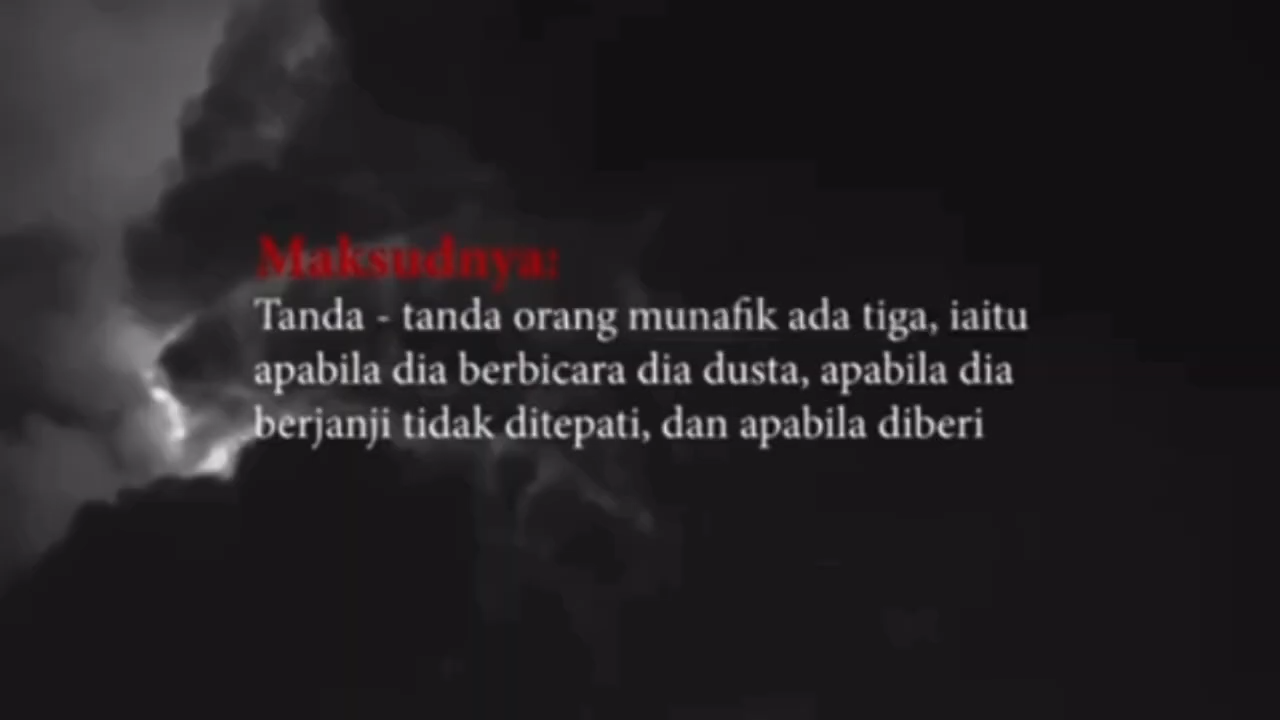 Maksudnya:
Tanda - tanda orang munafik ada tiga, iaitu
apabila dia berbicara dia dusta, apabila dia
berjanji tidak ditepati, dan apabila diberi